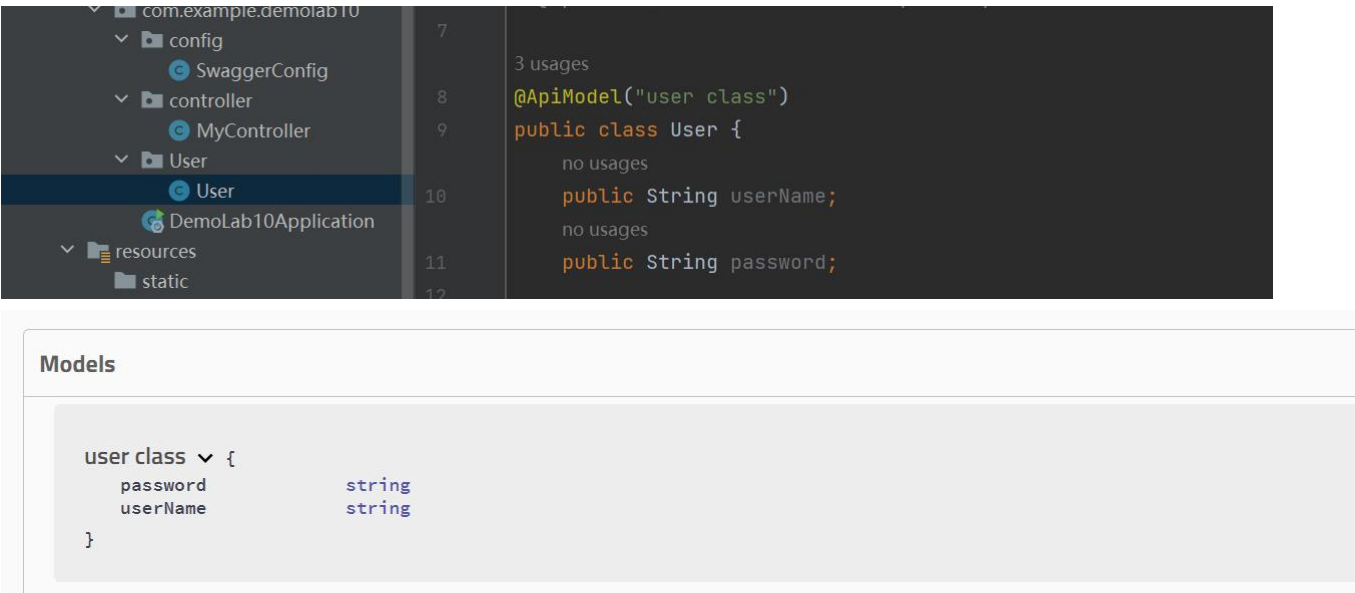 com.example.demolab10
config
SwaggerConfig
controller
MyController
User
User
DemoLab10Application
resources
static
7
3 usages
8 @ApiModel("user class")
9 public class User {
no usages
10 public String userName;
no usages
11 public String password;
12
Models
user class {
password string
userName string
}